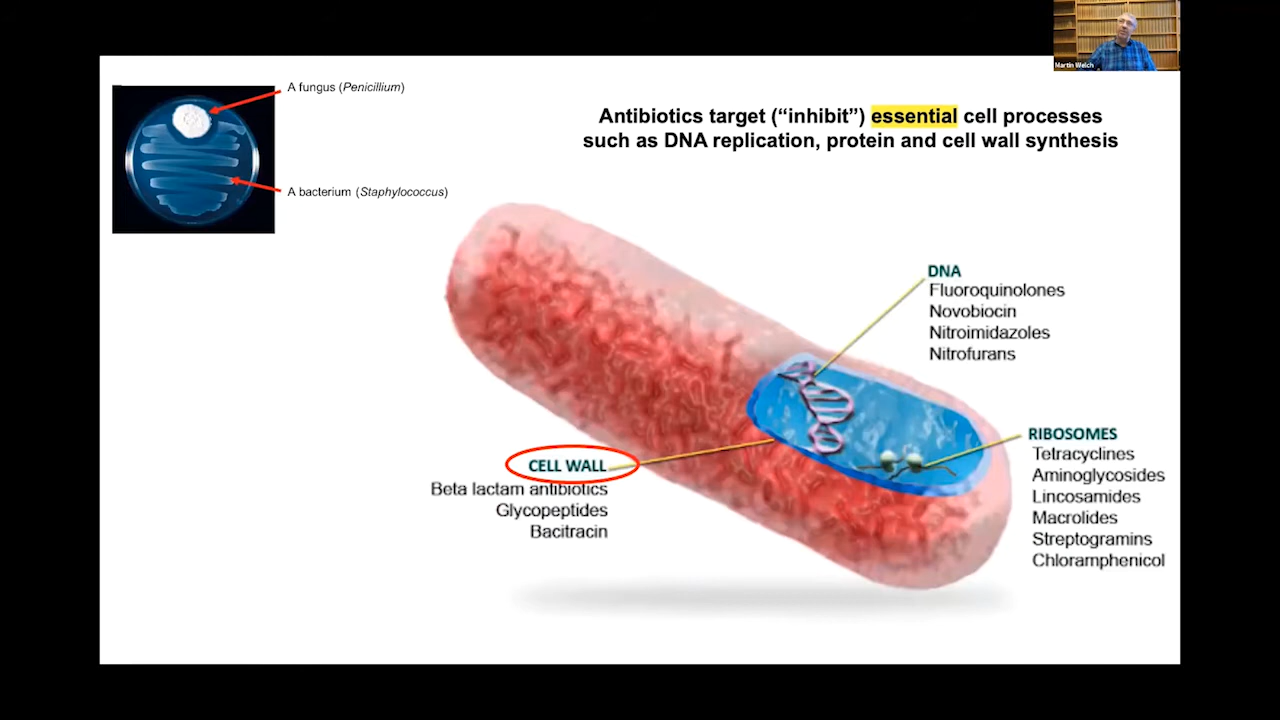 Martin Welch
A fungus (Penicillium)
A bacterium (Staphylococcus)
Antibiotics target (“inhibit”) essential cell processes
such as DNA replication, protein and cell wall synthesis
DNA
Fluoroquinolones
Novobiocin
Nitroimidazoles
Nitrofurans
CELL WALL
Beta lactam antibiotics
Glycopeptides
Bacitracin
RIBOSOMES
Tetracyclines
Aminoglycosides
Lincosamides
Macrolides
Streptogramins
Chloramphenicol